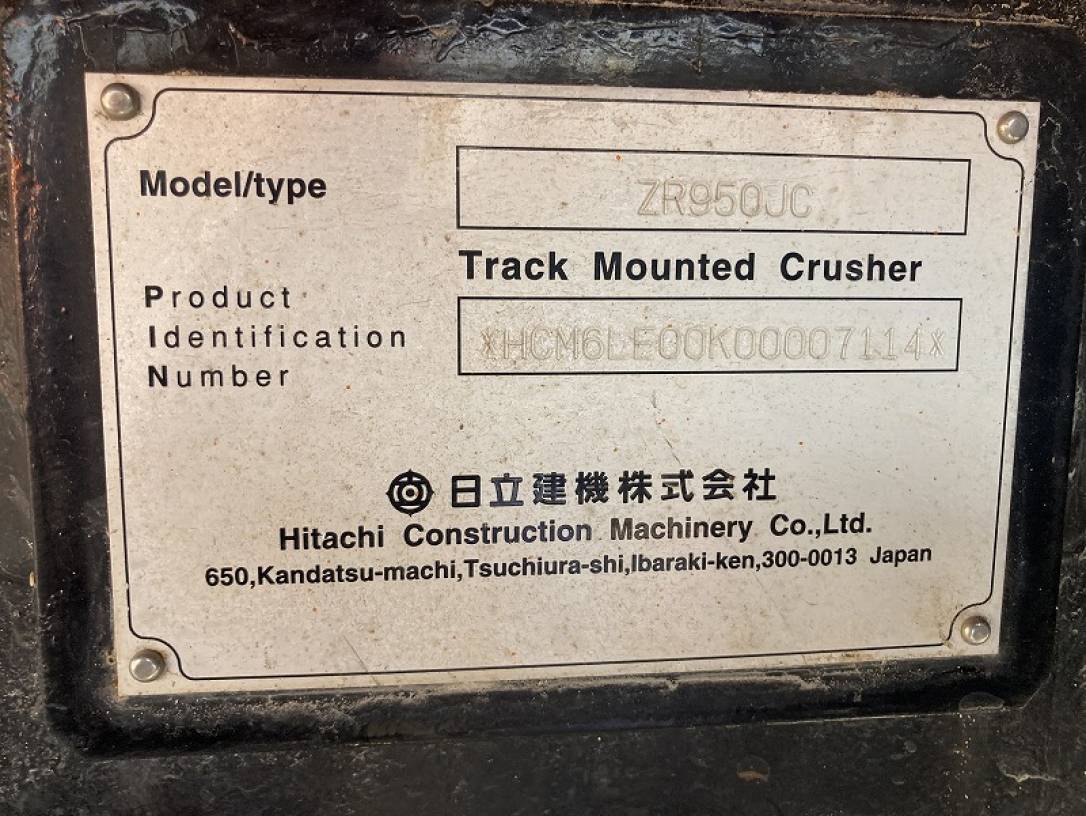 Model/type
ZR950JC
Track Mounted Crusher
Product
Identification
Number
*HCM6LE00K00007114*
日立建機株式会社
Hitachi Construction Machinery Co.,Ltd.
650,Kandatsu-machi,Tsuchiura-shi,Ibaraki-ken,300-0013 Japan